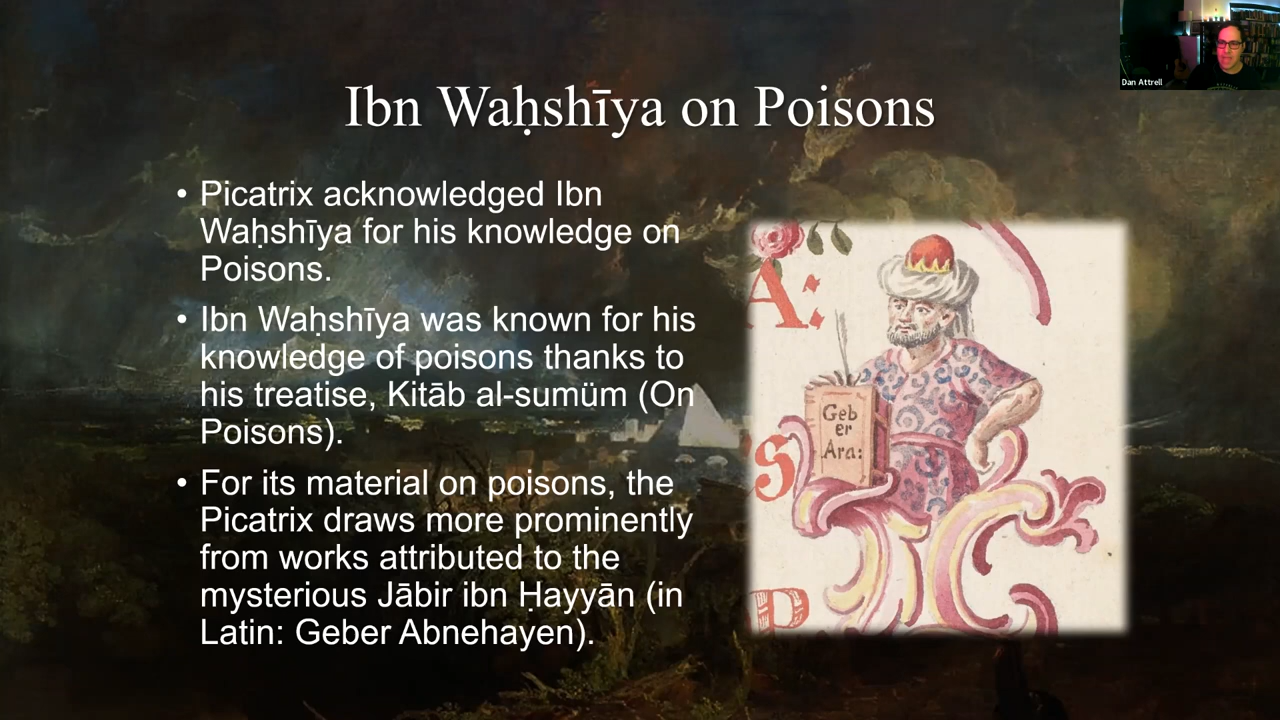 Dan Attrell
Ibn Waḥshīya on Poisons
• Picatrix acknowledged Ibn
Waḥshīya for his knowledge on
Poisons.
• Ibn Waḥshīya was known for his
knowledge of poisons thanks to
his treatise, Kitāb al-sumüm (On
Poisons).
• For its material on poisons, the
Picatrix draws more prominently
from works attributed to the
mysterious Jābir ibn Ḥayyān (in
Latin: Geber Abnehayen).
A:
Geb
er
Ara:
S
P